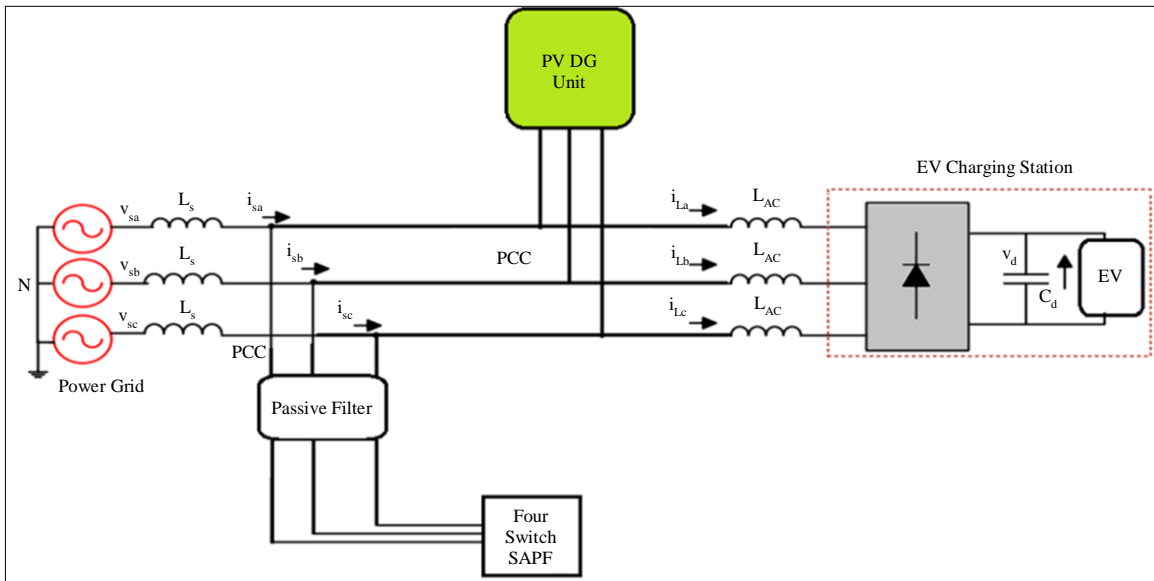 PV DG
Unit
EV Charging Station
v_sa
L_s
i_sa
i_La
L_AC
N
v_sb
L_s
i_sb
PCC
i_Lb
L_AC
v_d
C_d
EV
v_sc
L_s
i_sc
i_Lc
L_AC
PCC
Power Grid
Passive Filter
Four
Switch
SAPF